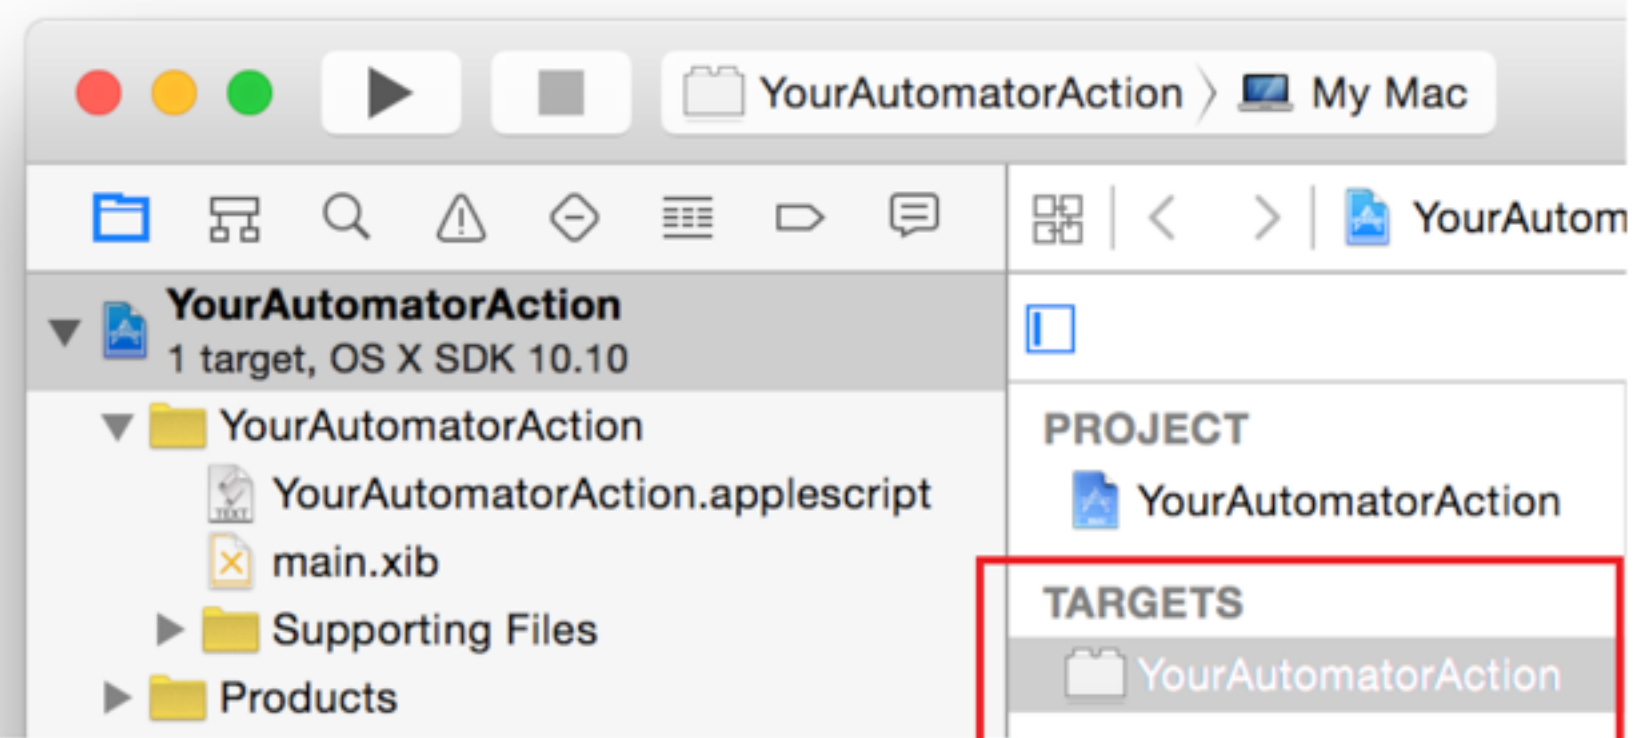 YourAutomatorAction
My Mac
YourAutom
YourAutomatorAction
1 target, OS X SDK 10.10
YourAutomatorAction
YourAutomatorAction.applescript
TEXT
main.xib
Supporting Files
Products
PROJECT
YourAutomatorAction
TARGETS
YourAutomatorAction